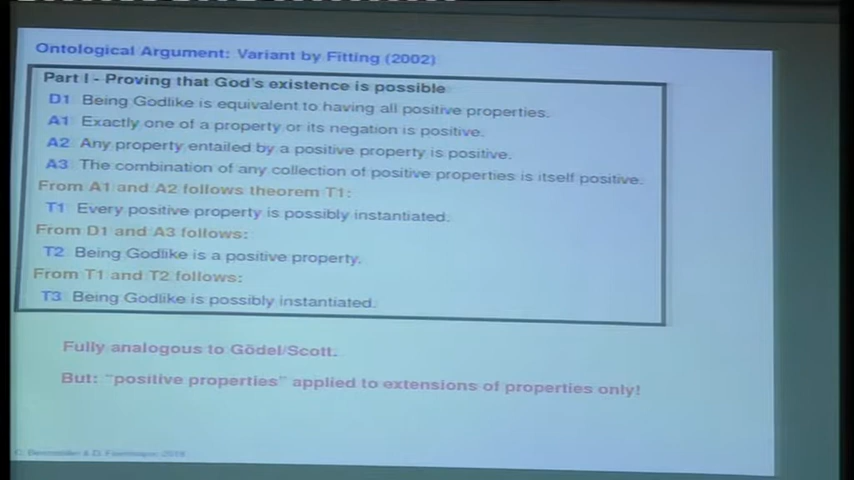 Ontological Argument: Variant by Fitting (2002)
Part I - Proving that God's existence is possible
D1 Being Godlike is equivalent to having all positive properties.
A1 Exactly one of a property or its negation is positive.
A2 Any property entailed by a positive property is positive.
A3 The combination of any collection of positive properties is itself positive.
From A1 and A2 follows theorem T1:
T1 Every positive property is possibly instantiated.
From D1 and A3 follows:
T2 Being Godlike is a positive property.
From T1 and T2 follows:
T3 Being Godlike is possibly instantiated.
Fully analogous to Gödel/Scott.
But: "positive properties" applied to extensions of properties only!